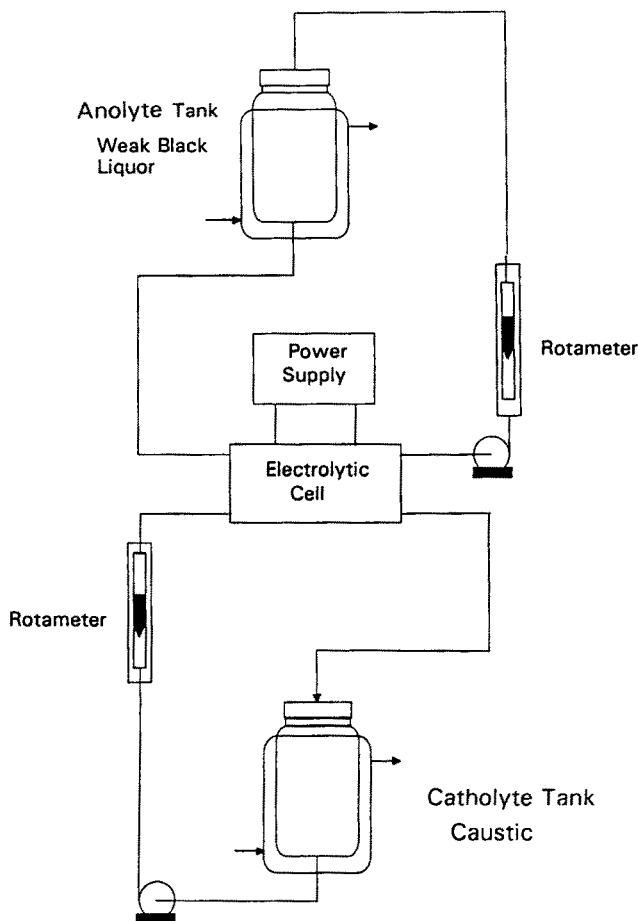 Anolyte Tank
Weak Black
Liquor
Power
Supply
Rotameter
Electrolytic
Cell
Rotameter
Catholyte Tank
Caustic